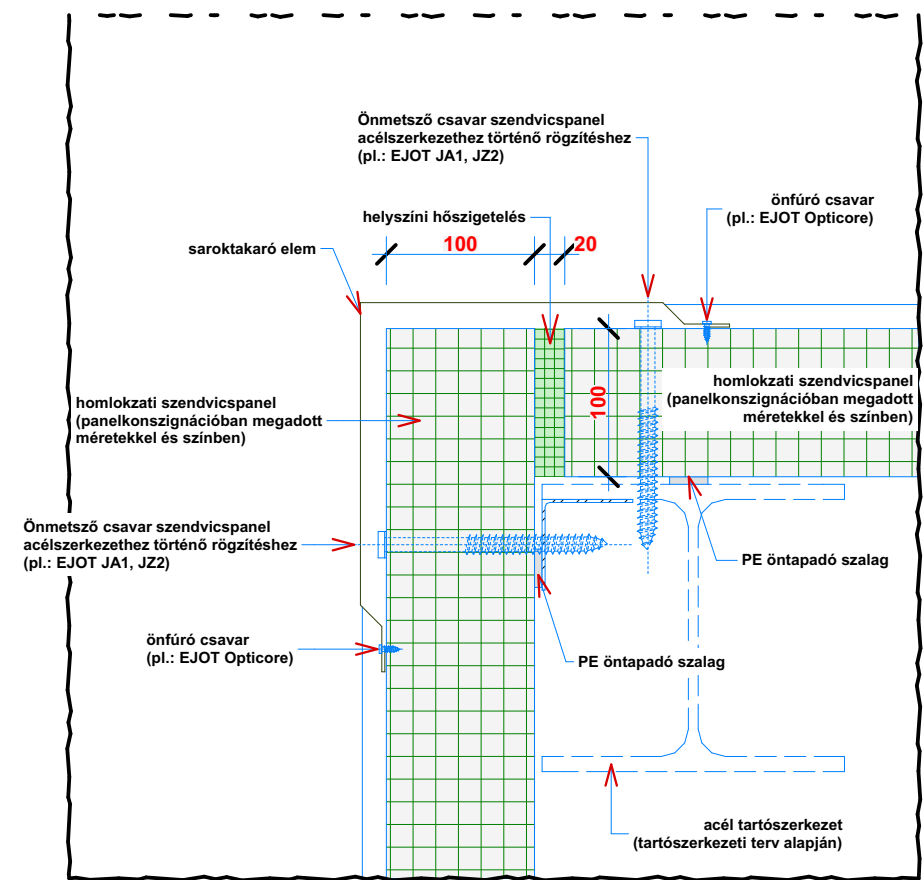 Önmetsző csavar szendvicspanel
acélszerkezethez történő rögzítéshez
(pl.: EJOT JA1, JZ2)
önfúró csavar
(pl.: EJOT Opticore)
helyszíni hőszigetelés
saroktakaró elem
100
20
100
homlokzati szendvicspanel
(panelkonszignációban megadott
méretekkel és színben)
homlokzati szendvicspanel
(panelkonszignációban megadott
méretekkel és színben)
Önmetsző csavar szendvicspanel
acélszerkezethez történő rögzítéshez
(pl.: EJOT JA1, JZ2)
PE öntapadó szalag
önfúró csavar
(pl.: EJOT Opticore)
PE öntapadó szalag
acél tartószerkezet
(tartószerkezeti terv alapján)